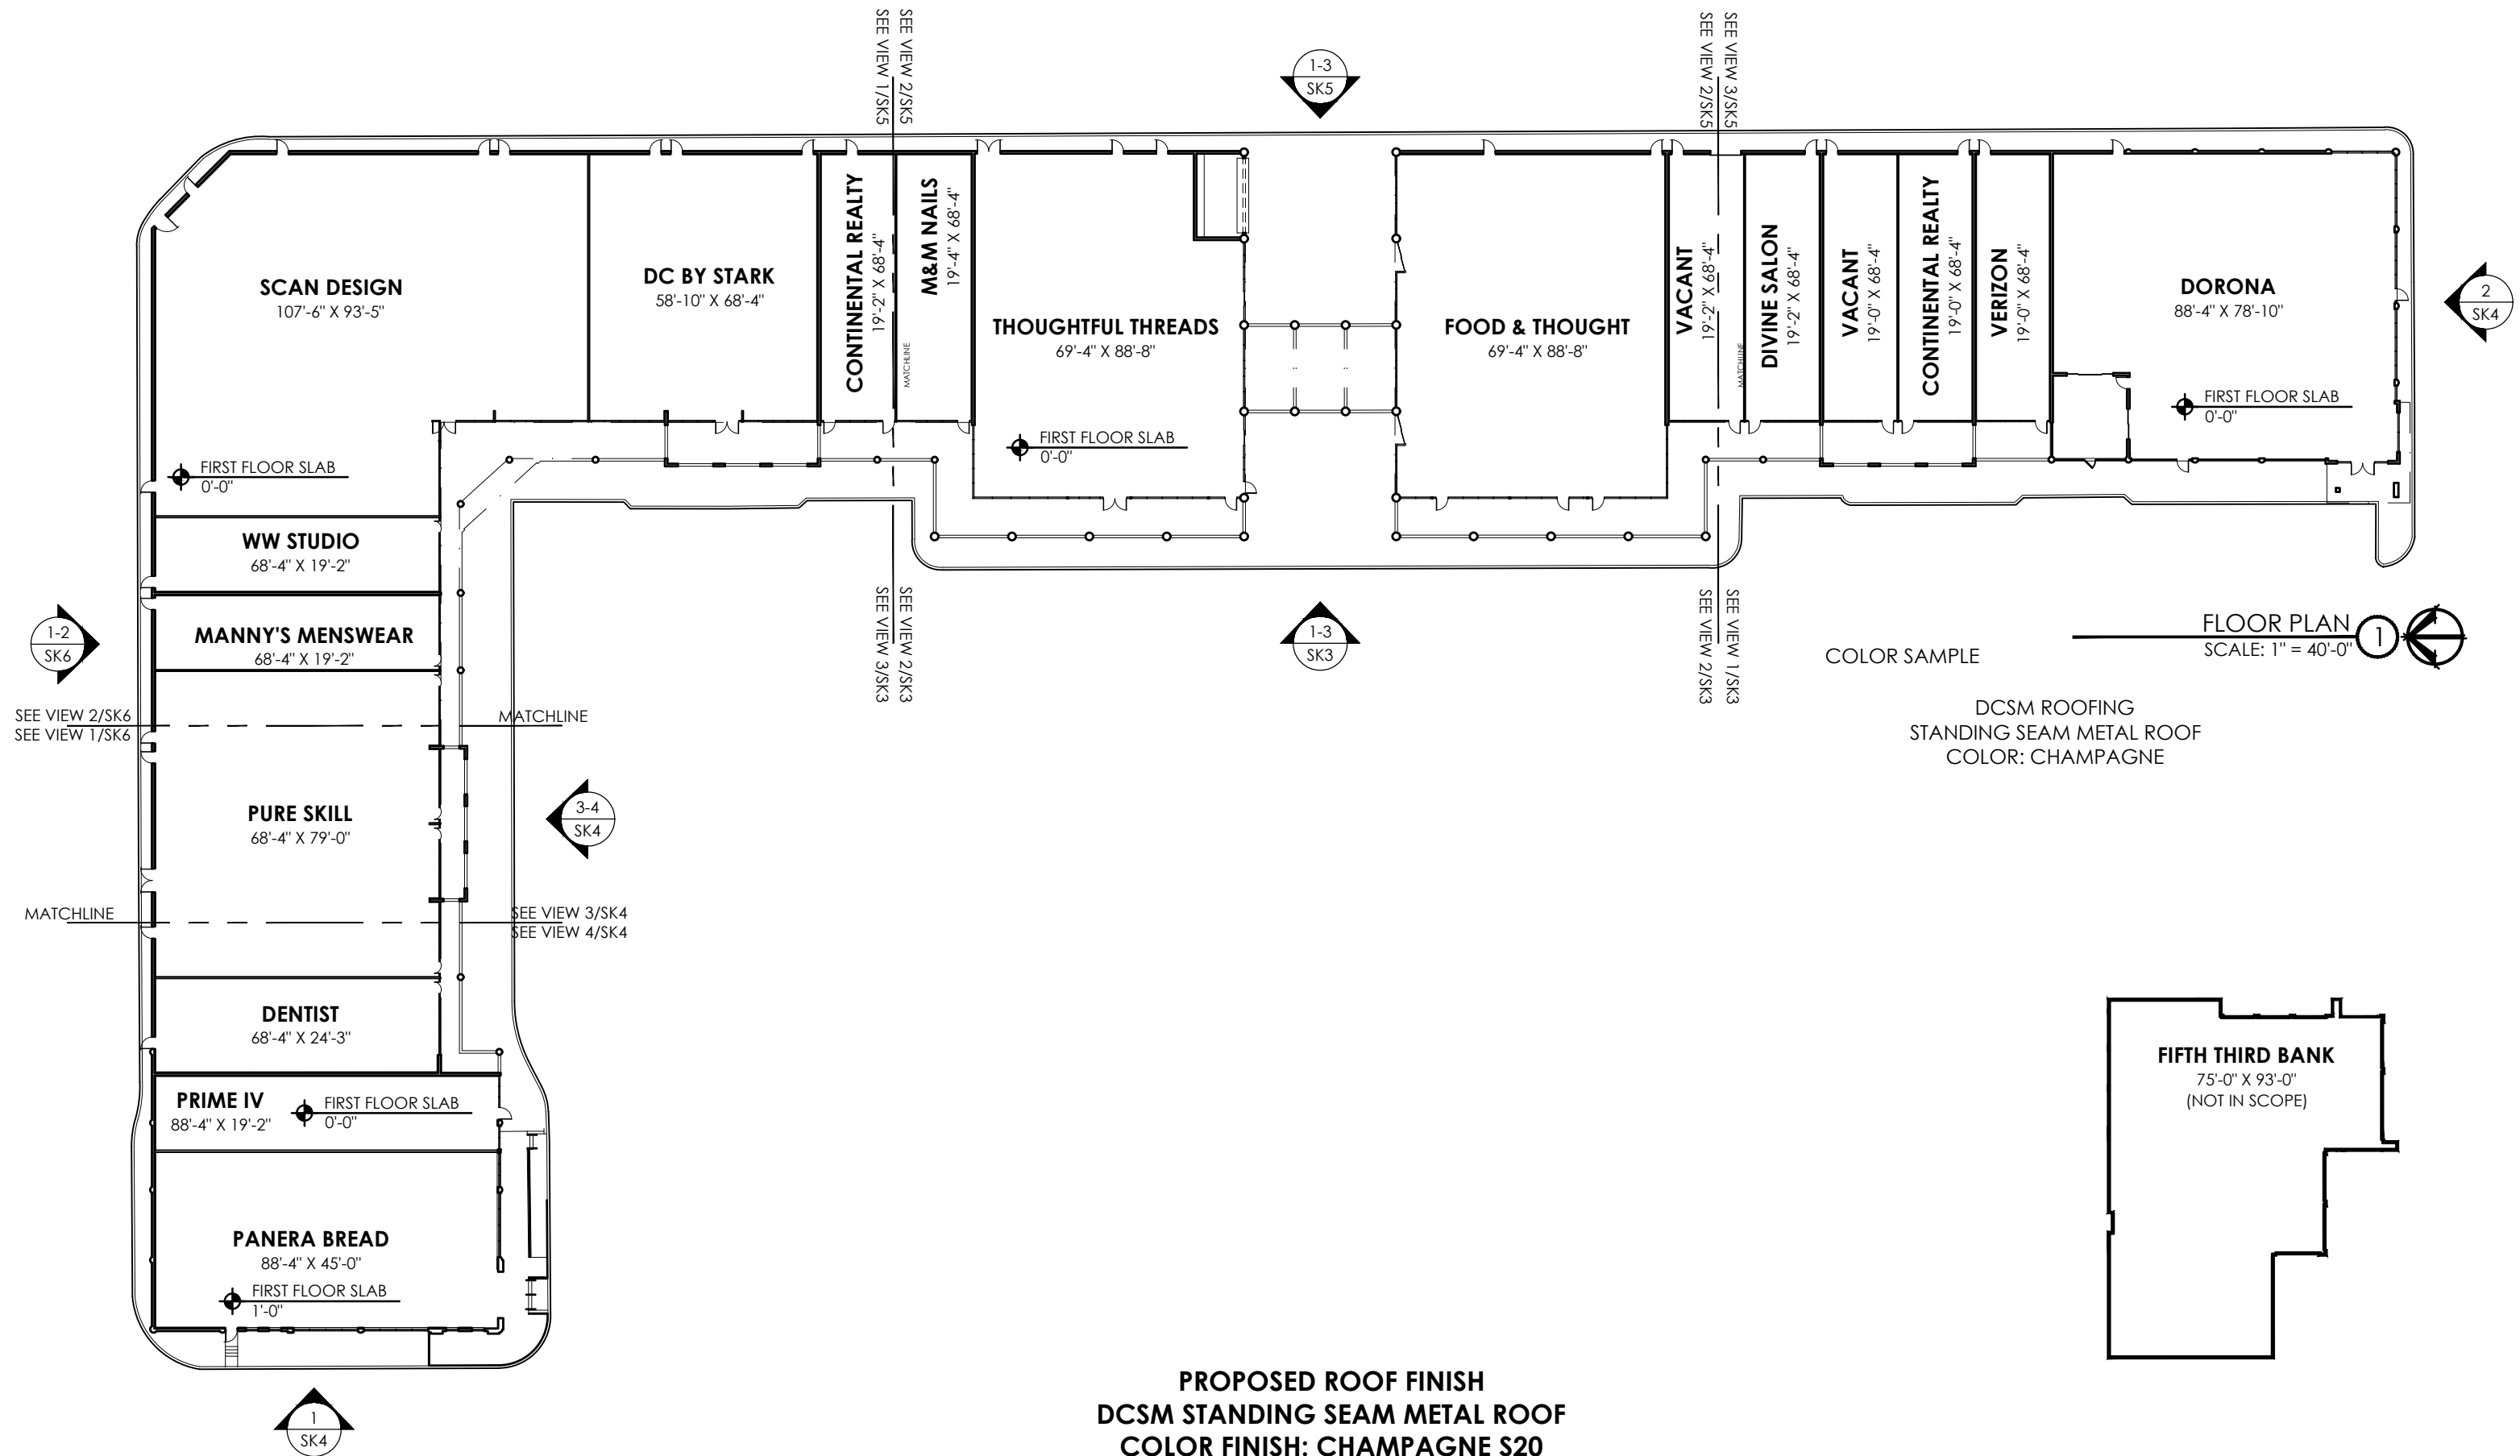 SEE VIEW 1/SK5
SEE VIEW 2/SK5
1-3
SK5
SEE VIEW 2/SK5
SEE VIEW 3/SK5
SCAN DESIGN
107'-6" X 93'-5"
DC BY STARK
58'-10" X 68'-4"
CONTINENTAL REALTY
19'-2" X 68'-4"
MATCHLINE
M&M NAILS
19'-4" X 68'-4"
THOUGHTFUL THREADS
69'-4" X 88'-8"
FOOD & THOUGHT
69'-4" X 88'-8"
VACANT
19'-2" X 68'-4"
MATCHLINE
DIVINE SALON
19'-2" X 68'-4"
VACANT
19'-0" X 68'-4"
CONTINENTAL REALTY
19'-0" X 68'-4"
VERIZON
19'-0" X 68'-4"
DORONA
88'-4" X 78'-10"
2
SK4
FIRST FLOOR SLAB
0'-0"
FIRST FLOOR SLAB
0'-0"
FIRST FLOOR SLAB
0'-0"
WW STUDIO
68'-4" X 19'-2"
1-2
SK6
MANNY'S MENSWEAR
68'-4" X 19'-2"
SEE VIEW 3/SK3
SEE VIEW 2/SK3
1-3
SK3
SEE VIEW 2/SK3
SEE VIEW 1/SK3
FLOOR PLAN
SCALE: 1" = 40'-0"
1
COLOR SAMPLE
DCSM ROOFING
STANDING SEAM METAL ROOF
COLOR: CHAMPAGNE
SEE VIEW 2/SK6
SEE VIEW 1/SK6
MATCHLINE
PURE SKILL
68'-4" X 79'-0"
3-4
SK4
MATCHLINE
SEE VIEW 3/SK4
SEE VIEW 4/SK4
DENTIST
68'-4" X 24'-3"
PRIME IV
88'-4" X 19'-2"
FIRST FLOOR SLAB
0'-0"
FIFTH THIRD BANK
75'-0" X 93'-0"
(NOT IN SCOPE)
PANERA BREAD
88'-4" X 45'-0"
FIRST FLOOR SLAB
1'-0"
1
SK4
PROPOSED ROOF FINISH
DCSM STANDING SEAM METAL ROOF
COLOR FINISH: CHAMPAGNE S20